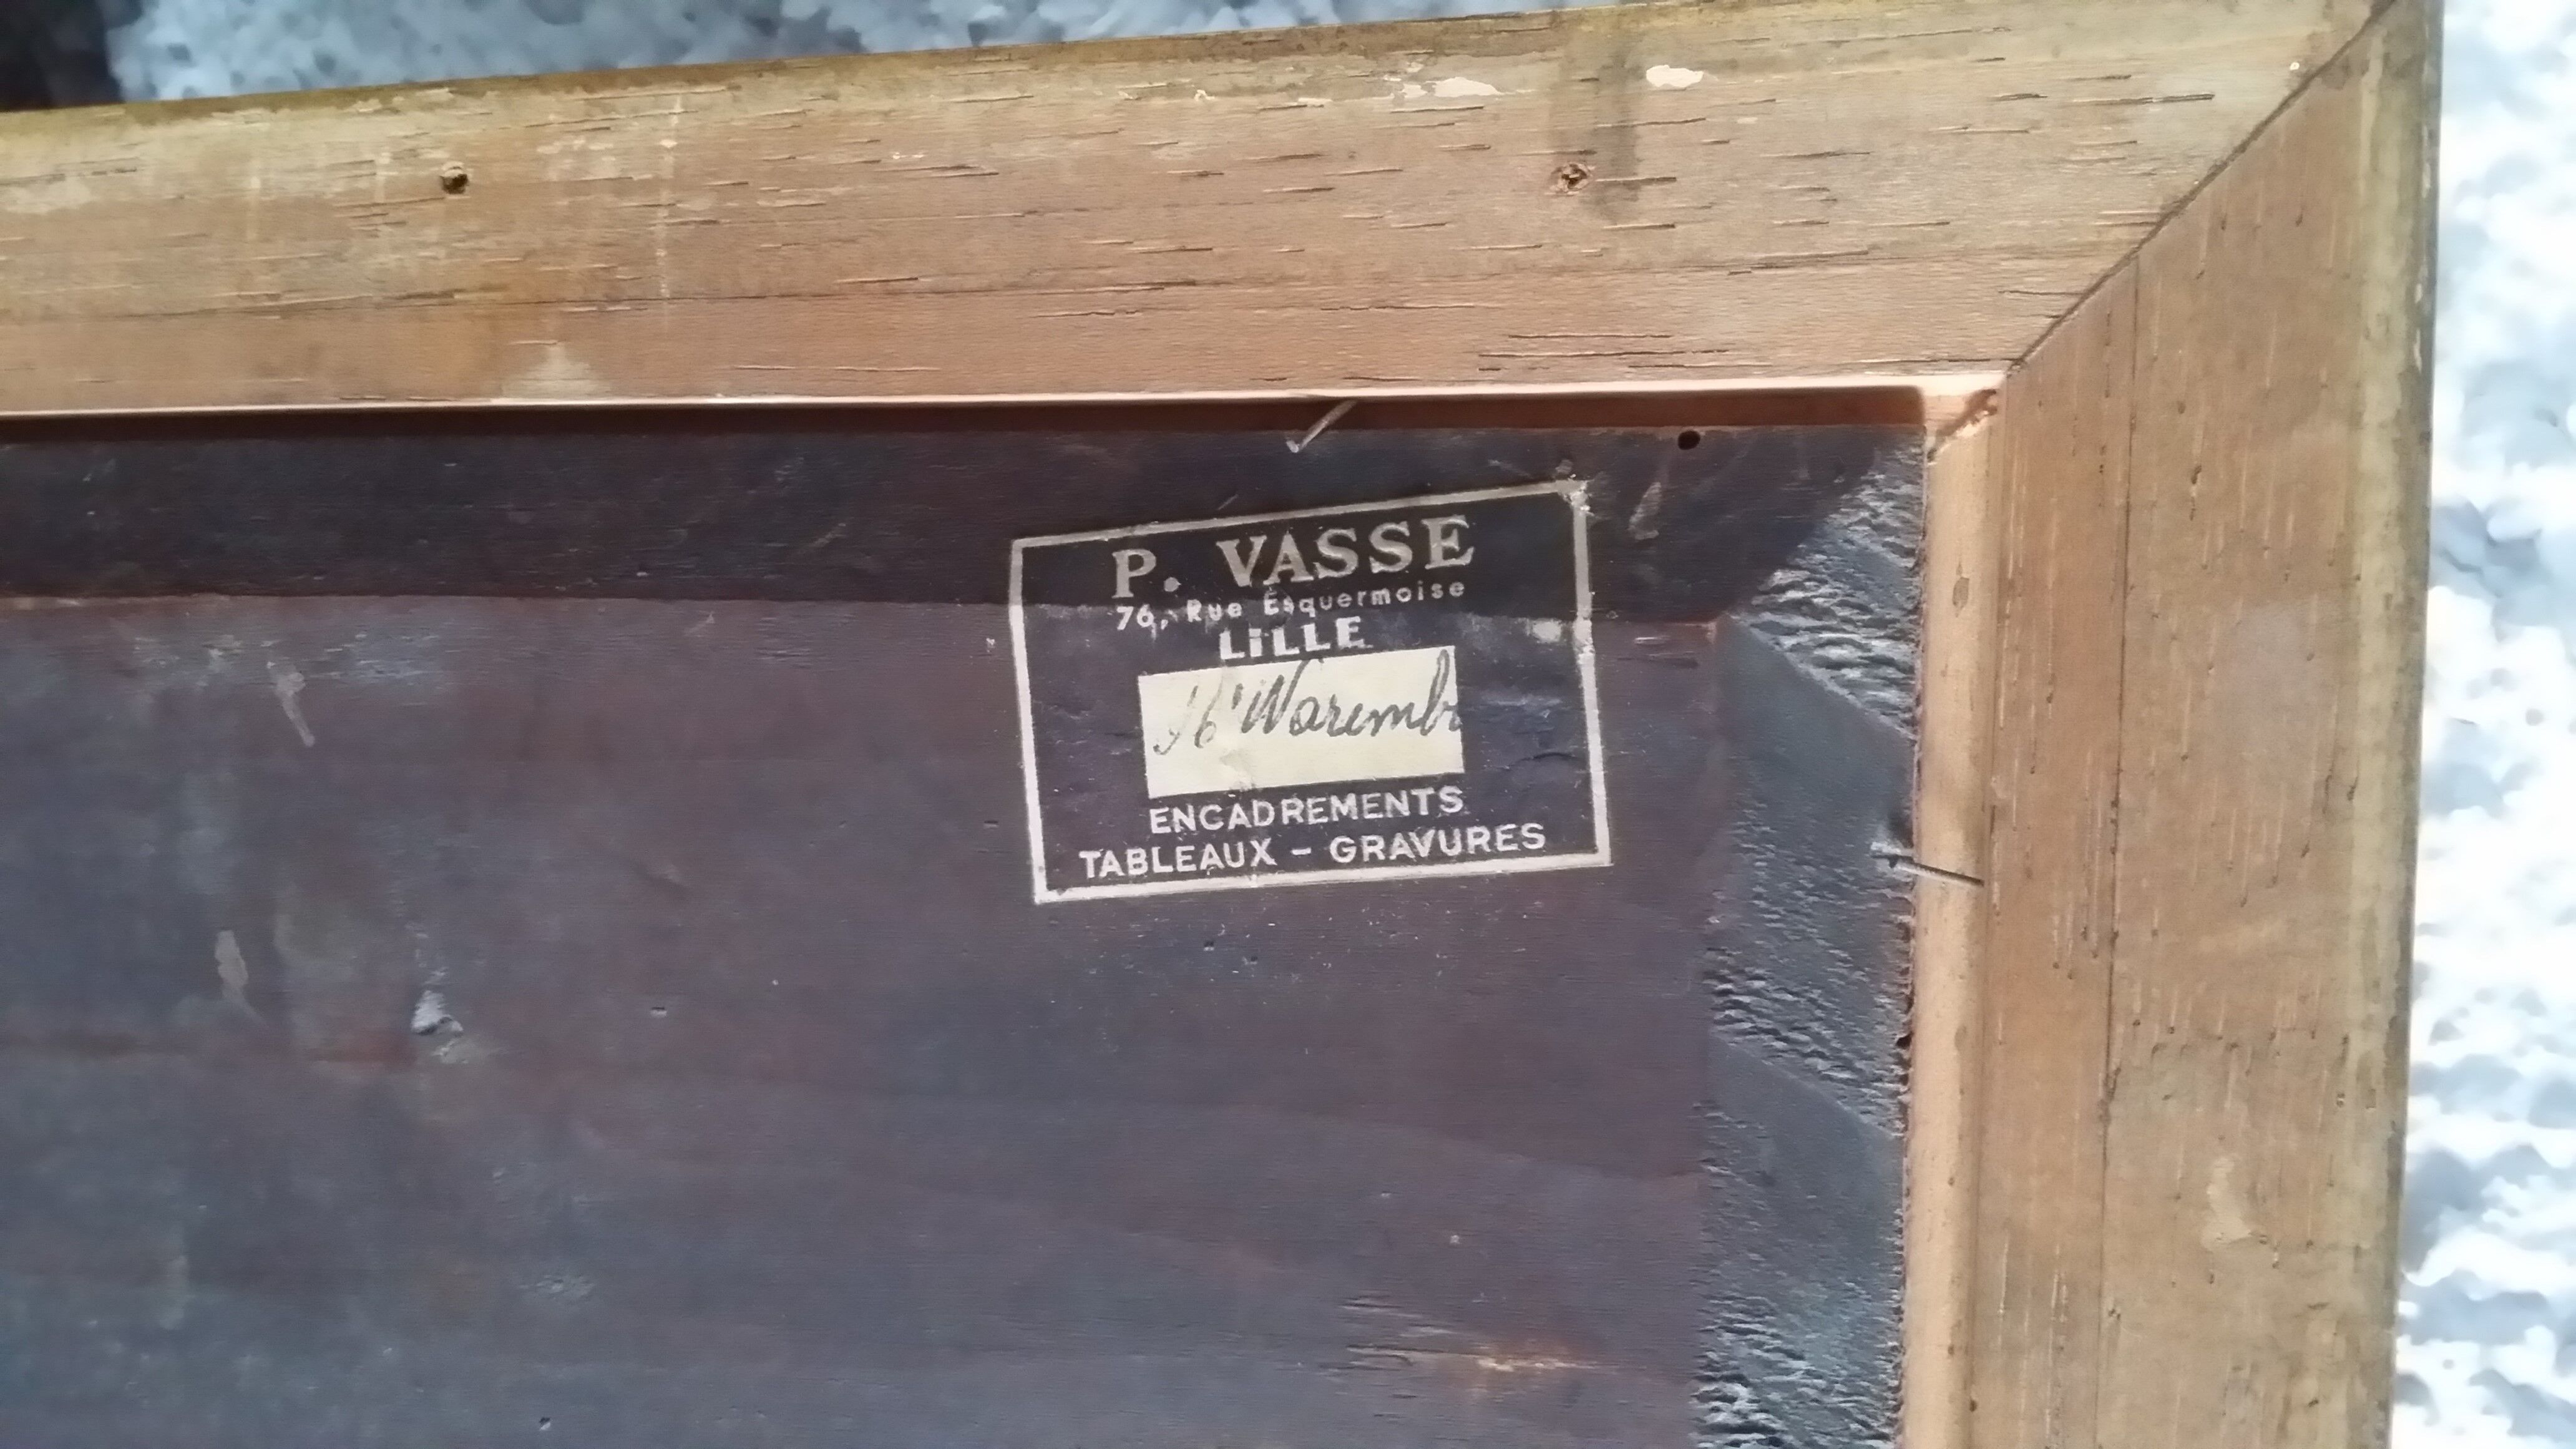 P. VASSE
76, Rue Esquermoise
LiLLE
Waremb
ENCADREMENTS
TABLEAUX - GRAVURES